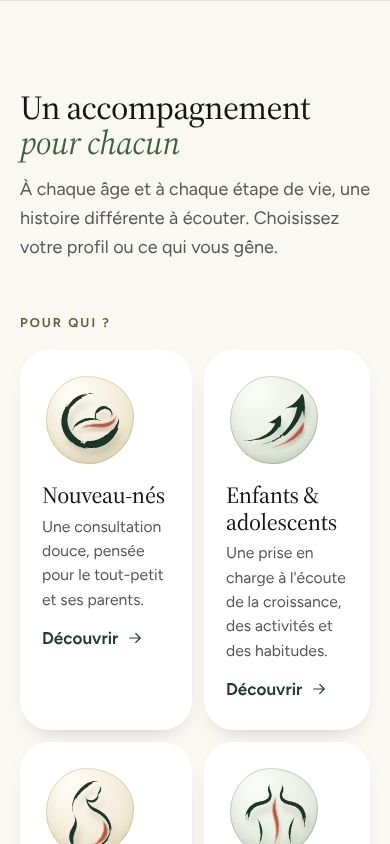 Un accompagnement
pour chacun
À chaque âge et à chaque étape de vie, une
histoire différente à écouter. Choisissez
votre profil ou ce qui vous gêne.
POUR QUI ?
Nouveau-nés
Une consultation
douce, pensée
pour le tout-petit
et ses parents.
Découvrir →
Enfants &
adolescents
Une prise en
charge à l'écoute
de la croissance,
des activités et
des habitudes.
Découvrir →